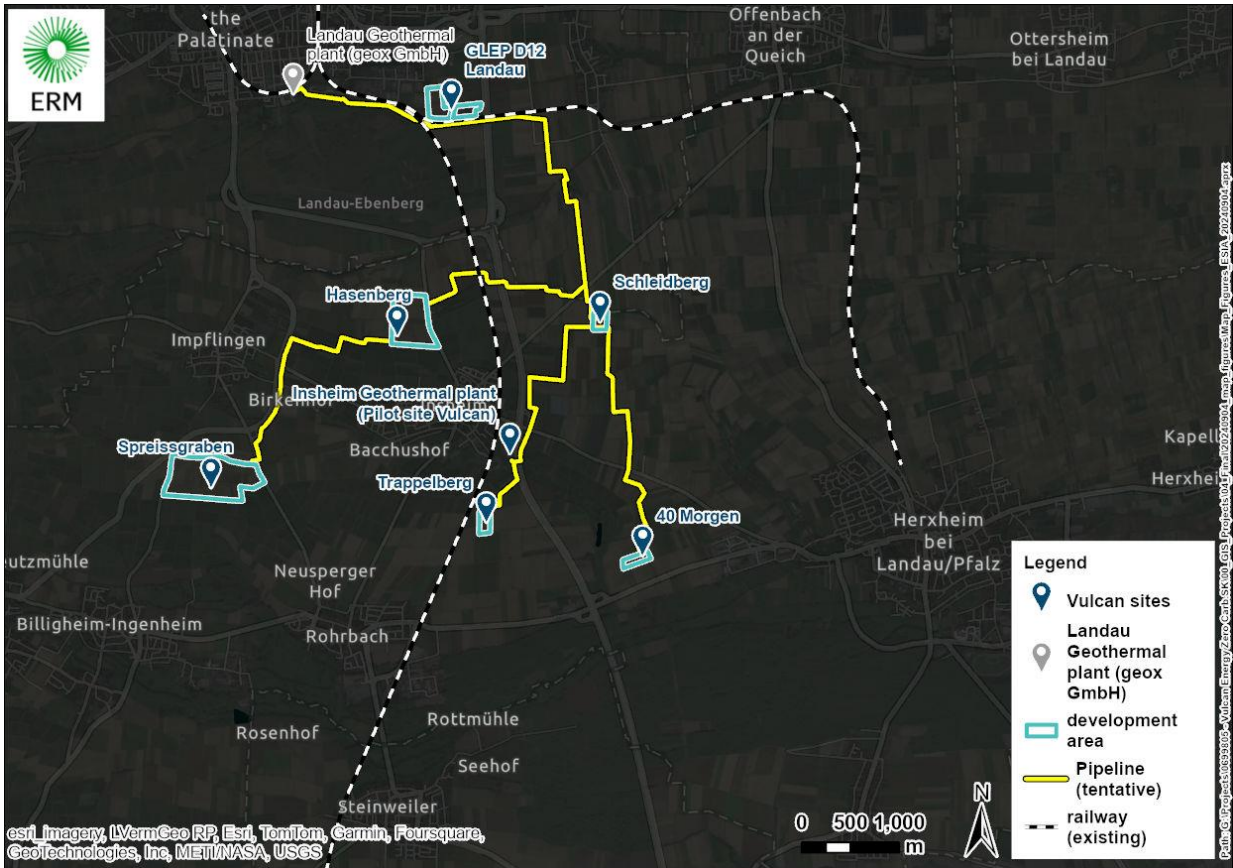 the
Palatinate
ERM
Landau Geothermal
plant (geox GmbH)
GLEP D12
Landau
Offenbach
an der
Queich
Ottersheim
bei Landau
Landau-Ebenberg
Schleidberg
Hasenberg
Impflingen
Birkenhof
Insheim Geothermal plant
(Pilot site Vulcan)
Bacchushof
Spreissgraben
Trappelberg
40 Morgen
Kapell
Herxhei
Herxheim
bei
Landau/Pfalz
eutzmühle
Neusperger
Hof
Billigheim-Ingenheim
Rohrbach
Rottmühle
Rosenhof
Seehof
Steinweiler
Legend
Vulcan sites
Landau
Geothermal
plant (geox
GmbH)
development
area
Pipeline
(tentative)
railway
(existing)
N
0 500 1,000
m
esri_imagery, LVermGeo RP, Esri, TomTom, Garmin, Foursquare,
GeoTechnologies, Inc, METI/NASA, USGS